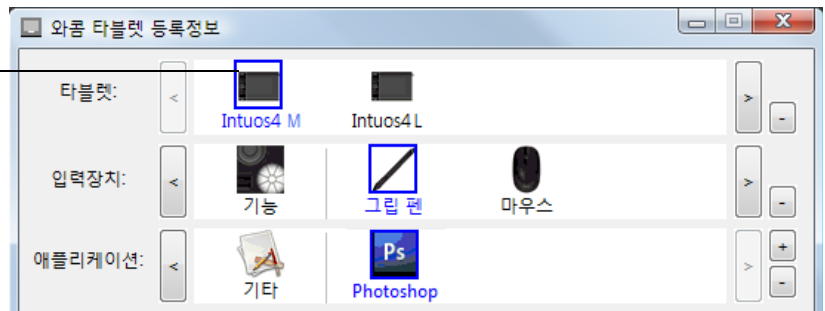 와콤 타블렛 등록정보
타블렛:
Intuos4 M
Intuos4 L
입력장치:
기능
그립 펜
마우스
애플리케이션:
Ps
기타
Photoshop